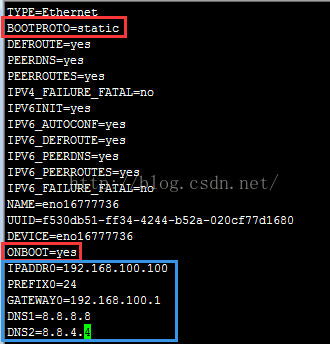 TYPE=Ethernet
BOOTPROTO=static
DEFROUTE=yes
PEERDNS=yes
PEERROUTES=yes
IPV4_FAILURE_FATAL=no
IPV6INIT=yes
IPV6_AUTOCONF=yes
IPV6_DEFROUTE=yes
IPV6_PEERDNS=yes
IPV6_PEERROUTES=yes
IPV6_FAILURE_FATAL=no
http://blog.csdn.net/
NAME=eno16777736
UUID=f530db51-ff34-4244-b52a-020cf77d1680
DEVICE=eno16777736
ONBOOT=yes
IPADDR0=192.168.100.100
PREFIX0=24
GATEWAY0=192.168.100.1
DNS1=8.8.8.8
DNS2=8.8.4.4